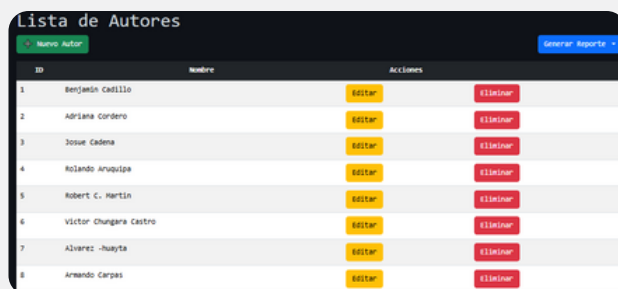 Lista de Autores
Nuevo Autor Generar Reporte
ID Nombre Acciones
1 Benjamin Cadillo Editar Eliminar
2 Adriana Cordero Editar Eliminar
3 Josue Cadena Editar Eliminar
4 Rolando Aruquipa Editar Eliminar
5 Robert C. Martin Editar Eliminar
6 Victor Chungara Castro Editar Eliminar
7 Alvarez -huayta Editar Eliminar
8 Armando Carpas Editar Eliminar